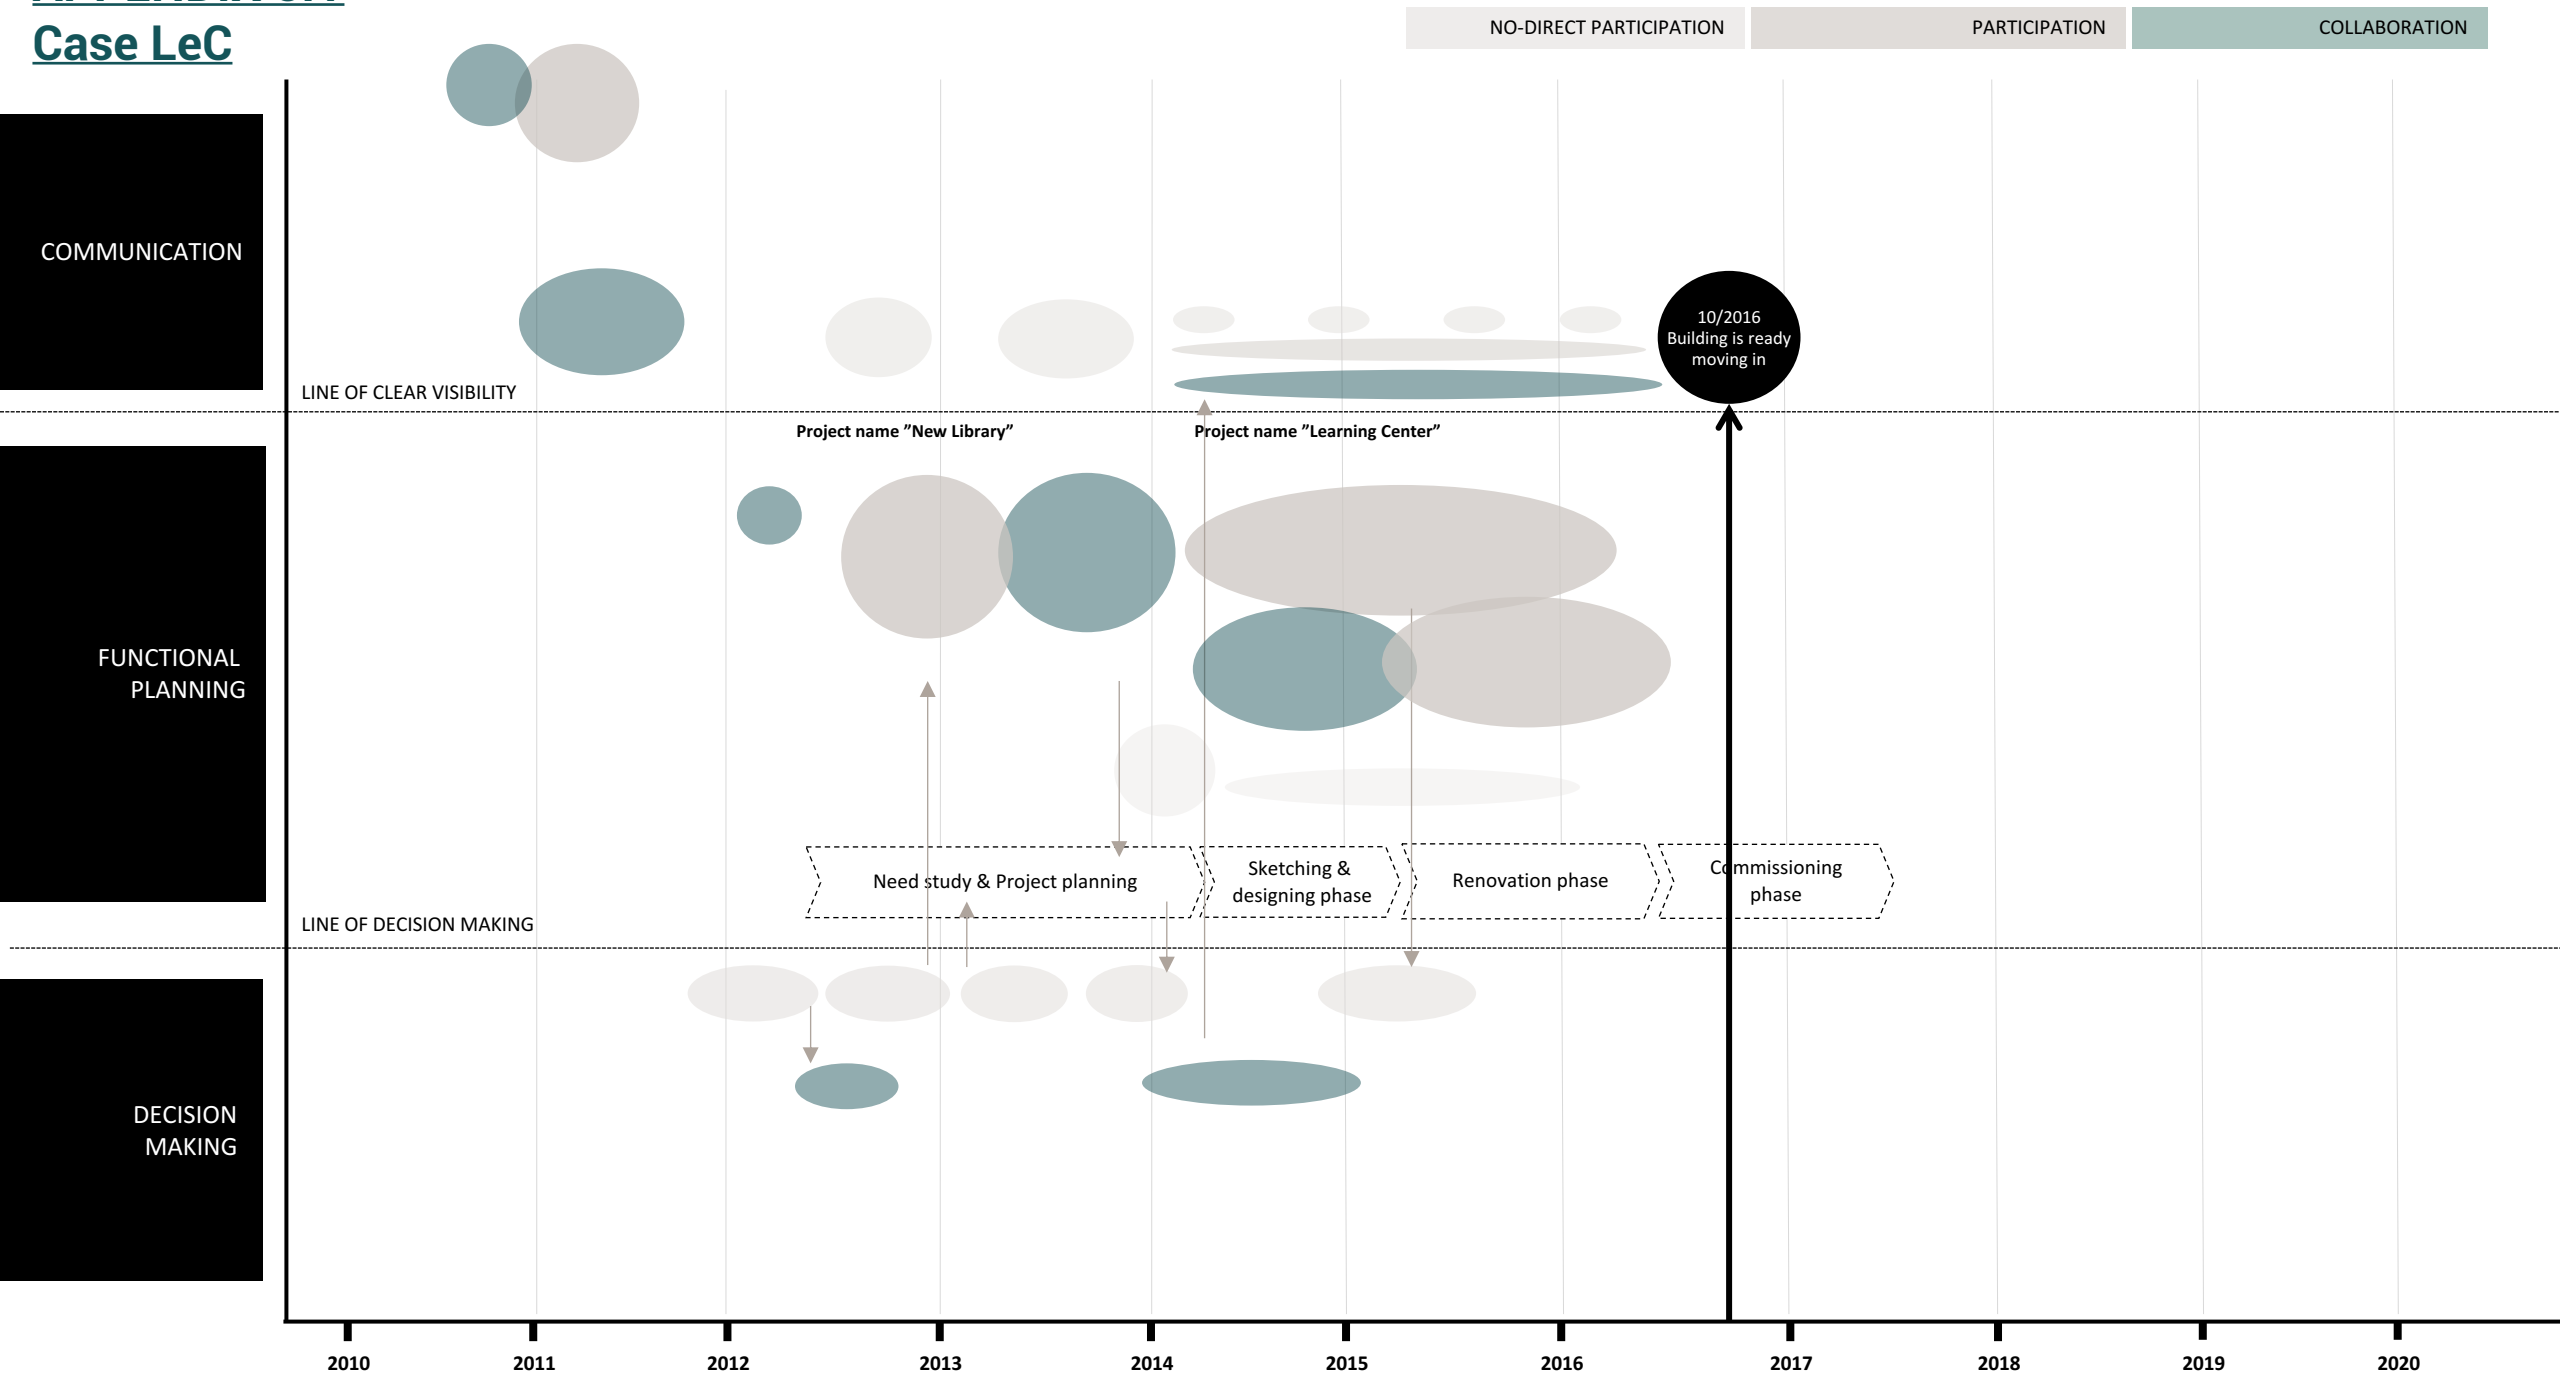 Case LeC
NO-DIRECT PARTICIPATION
PARTICIPATION
COLLABORATION
COMMUNICATION
10/2016
Building is ready
moving in
LINE OF CLEAR VISIBILITY
Project name ”New Library”
Project name ”Learning Center”
FUNCTIONAL
PLANNING
Need study & Project planning
Sketching &
designing phase
Renovation phase
Commissioning
phase
LINE OF DECISION MAKING
DECISION
MAKING
2010
2011
2012
2013
2014
2015
2016
2017
2018
2019
2020